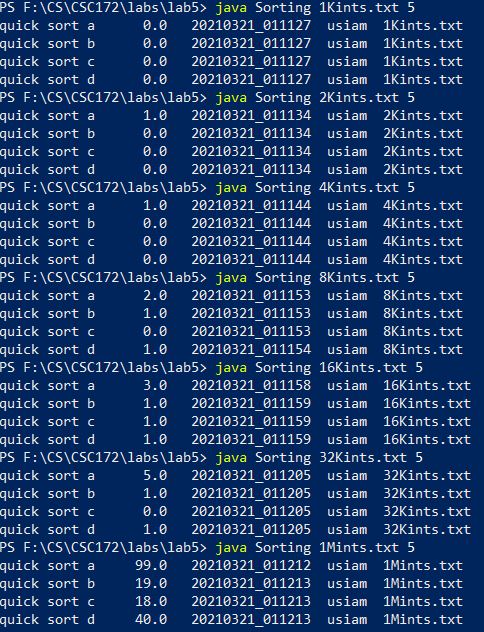 PS F:\CS\CSC172\labs\lab5> java Sorting 1Kints.txt 5
quick sort a      0.0   20210321_011127  usiam  1Kints.txt
quick sort b      0.0   20210321_011127  usiam  1Kints.txt
quick sort c      0.0   20210321_011127  usiam  1Kints.txt
quick sort d      0.0   20210321_011127  usiam  1Kints.txt
PS F:\CS\CSC172\labs\lab5> java Sorting 2Kints.txt 5
quick sort a      1.0   20210321_011134  usiam  2Kints.txt
quick sort b      0.0   20210321_011134  usiam  2Kints.txt
quick sort c      0.0   20210321_011134  usiam  2Kints.txt
quick sort d      0.0   20210321_011134  usiam  2Kints.txt
PS F:\CS\CSC172\labs\lab5> java Sorting 4Kints.txt 5
quick sort a      1.0   20210321_011144  usiam  4Kints.txt
quick sort b      0.0   20210321_011144  usiam  4Kints.txt
quick sort c      0.0   20210321_011144  usiam  4Kints.txt
quick sort d      0.0   20210321_011144  usiam  4Kints.txt
PS F:\CS\CSC172\labs\lab5> java Sorting 8Kints.txt 5
quick sort a      2.0   20210321_011153  usiam  8Kints.txt
quick sort b      1.0   20210321_011153  usiam  8Kints.txt
quick sort c      0.0   20210321_011153  usiam  8Kints.txt
quick sort d      1.0   20210321_011154  usiam  8Kints.txt
PS F:\CS\CSC172\labs\lab5> java Sorting 16Kints.txt 5
quick sort a      3.0   20210321_011158  usiam  16Kints.txt
quick sort b      1.0   20210321_011159  usiam  16Kints.txt
quick sort c      1.0   20210321_011159  usiam  16Kints.txt
quick sort d      1.0   20210321_011159  usiam  16Kints.txt
PS F:\CS\CSC172\labs\lab5> java Sorting 32Kints.txt 5
quick sort a      5.0   20210321_011205  usiam  32Kints.txt
quick sort b      1.0   20210321_011205  usiam  32Kints.txt
quick sort c      0.0   20210321_011205  usiam  32Kints.txt
quick sort d      1.0   20210321_011205  usiam  32Kints.txt
PS F:\CS\CSC172\labs\lab5> java Sorting 1Mints.txt 5
quick sort a     99.0   20210321_011212  usiam  1Mints.txt
quick sort b     19.0   20210321_011213  usiam  1Mints.txt
quick sort c     18.0   20210321_011213  usiam  1Mints.txt
quick sort d     40.0   20210321_011213  usiam  1Mints.txt